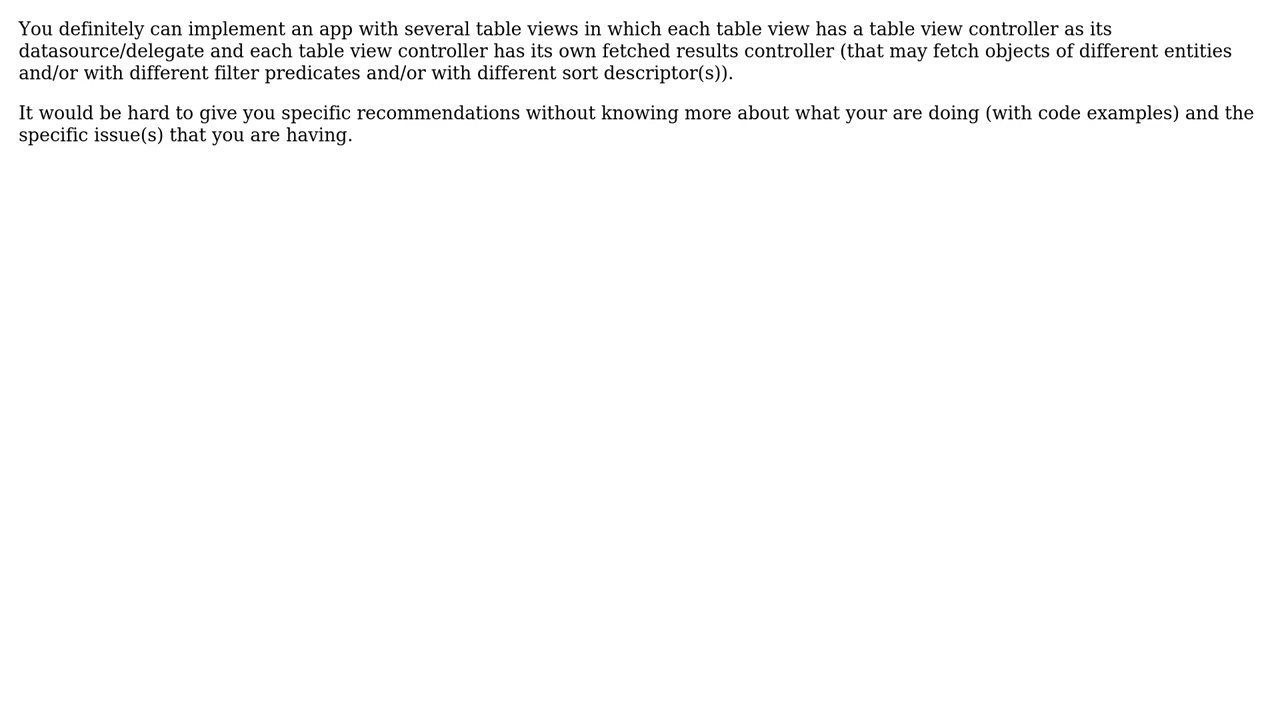 You definitely can implement an app with several table views in which each table view has a table view controller as its
datasource/delegate and each table view controller has its own fetched results controller (that may fetch objects of different entities
and/or with different filter predicates and/or with different sort descriptor(s)).
It would be hard to give you specific recommendations without knowing more about what your are doing (with code examples) and the
specific issue(s) that you are having.